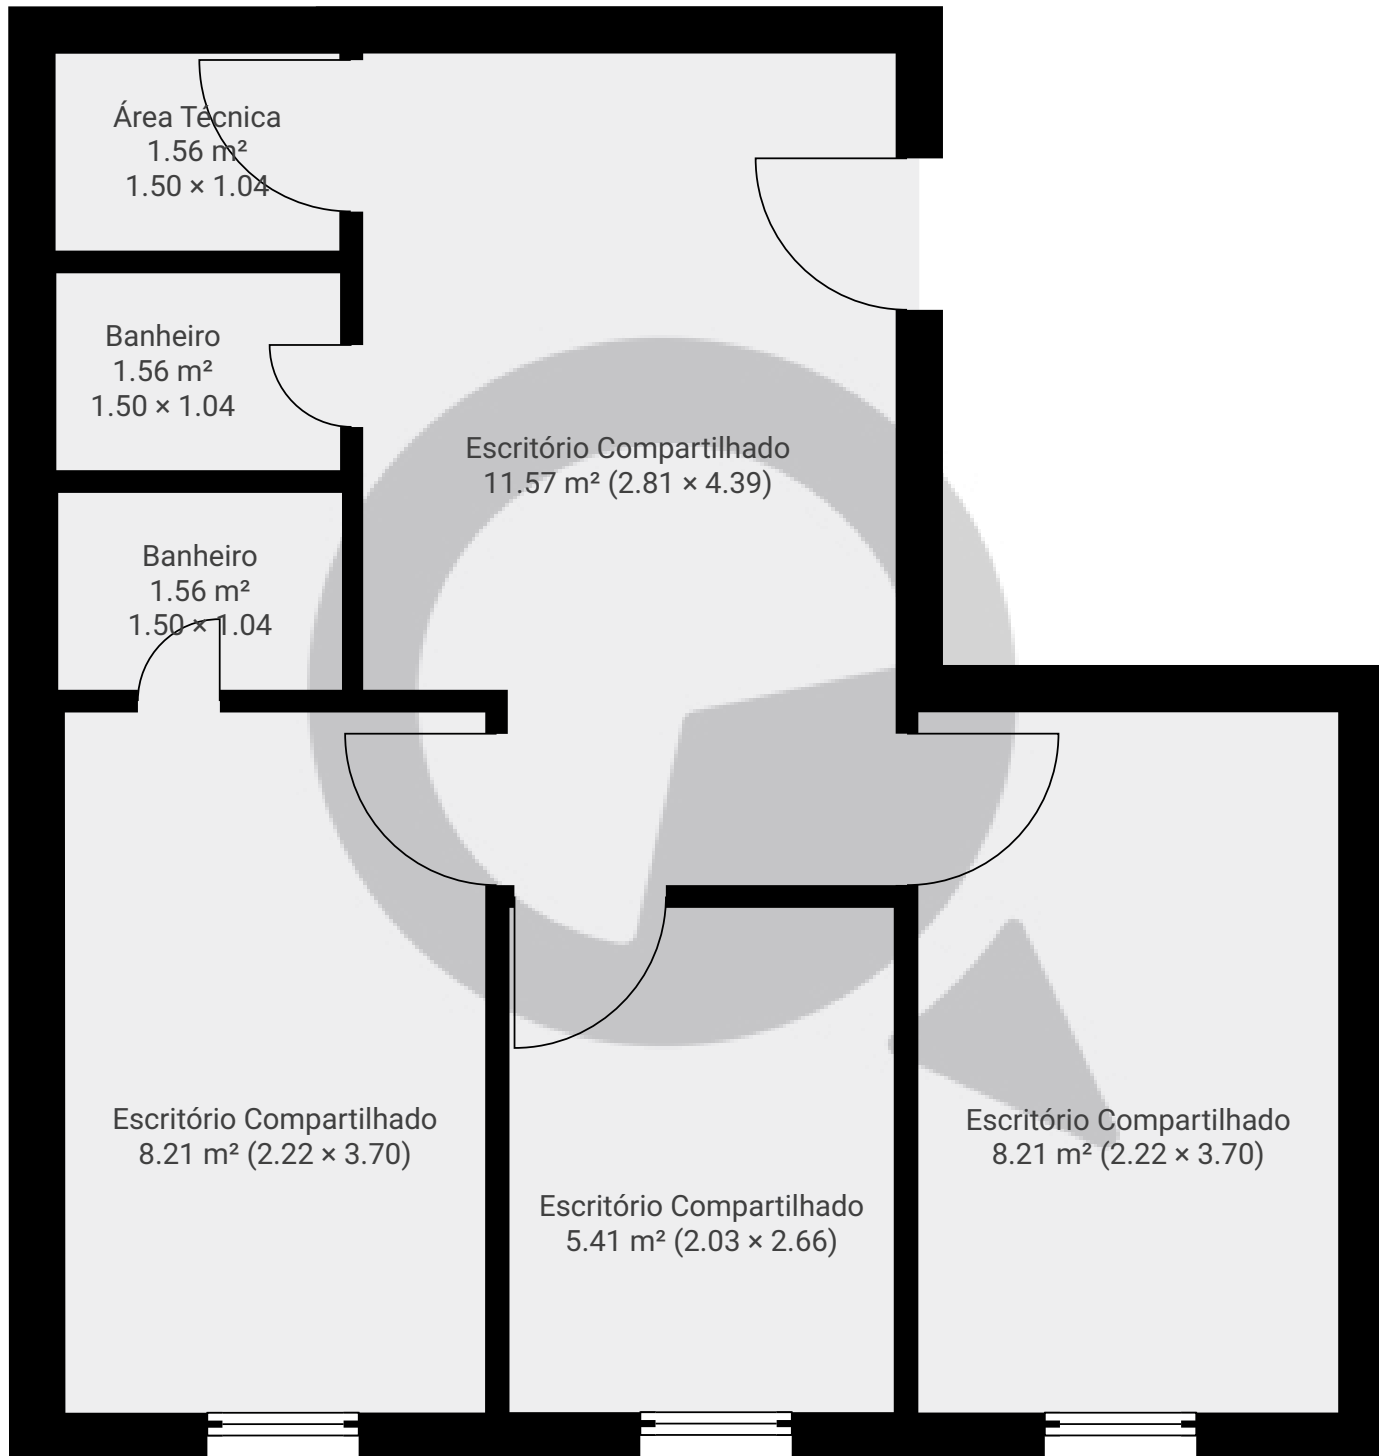 Área Técnica
1.56 m²
1.50 × 1.04
Banheiro
1.56 m²
1.50 × 1.04
Escritório Compartilhado
11.57 m² (2.81 × 4.39)
Banheiro
1.56 m²
1.50 × 1.04
Escritório Compartilhado
8.21 m² (2.22 × 3.70)
Escritório Compartilhado
5.41 m² (2.03 × 2.66)
Escritório Compartilhado
8.21 m² (2.22 × 3.70)